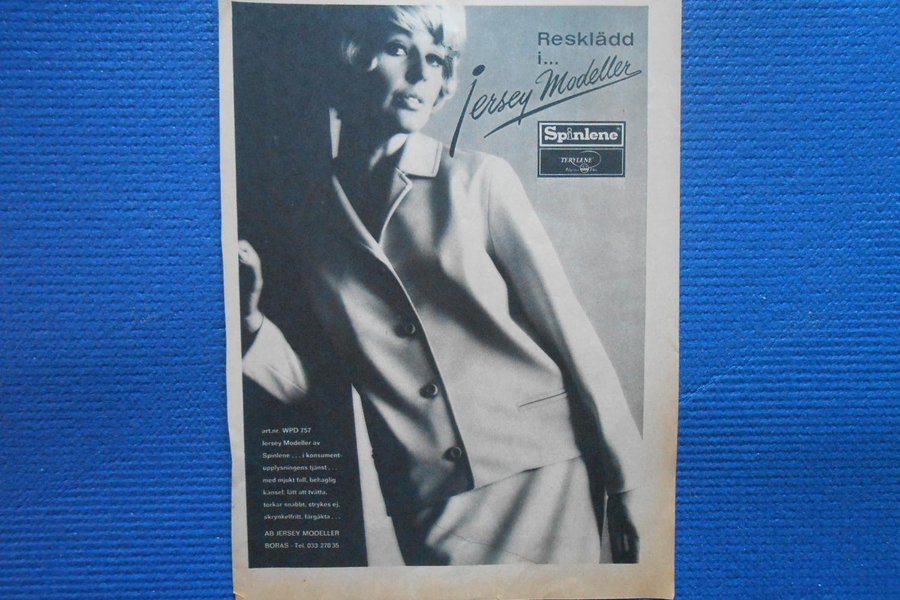 Resklädd
i...
Jersey Modeller
Spinlene®
TERYLENE
art.nr. WPD 757
Jersey Modeller av
Spinlene . . . i konsument-
upplysningens tjänst . . .
med mjukt fall, behaglig
känsel, lätt att tvätta,
torkar snabbt, strykes ej,
skrynkelfritt, färgäkta . . .
AB JERSEY MODELLER
BORÅS - Tel. 033 270 35